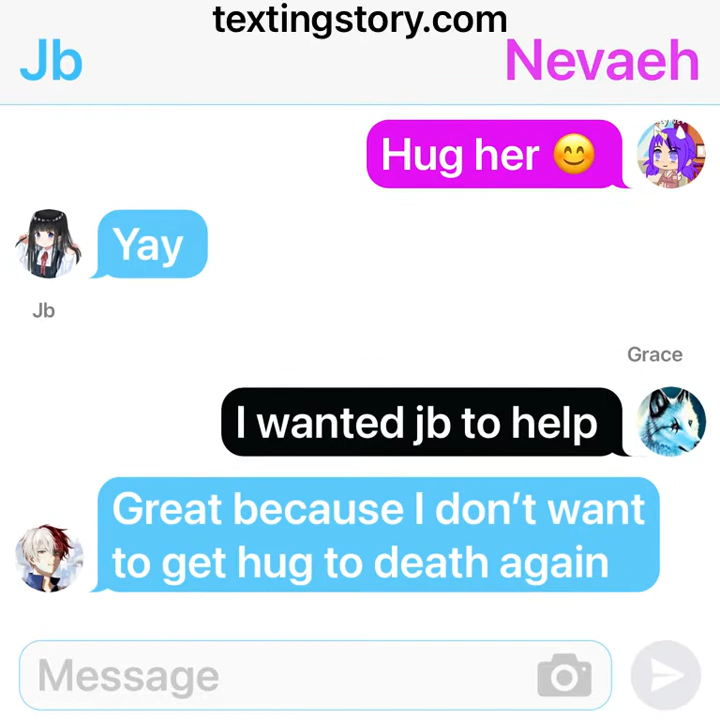 textingstory.com
Jb
Nevaeh
Hug her 😊
Yay
Jb
Grace
I wanted jb to help
Great because I don’t want
to get hug to death again
Message